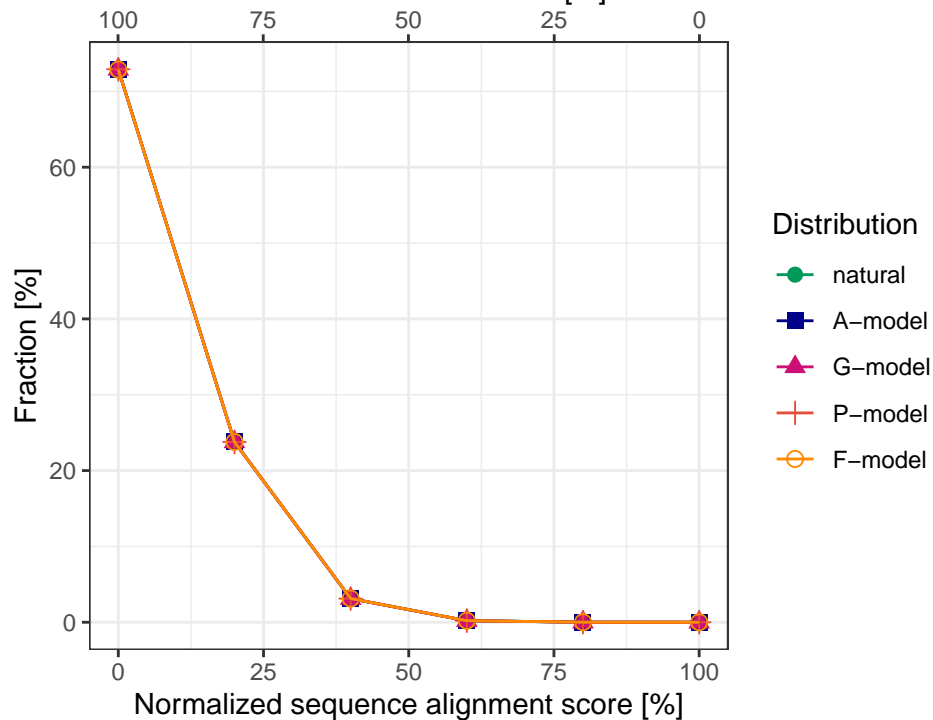 100 75 50 25 0
Fraction [%]
60
40
20
0
0 25 50 75 100
Normalized sequence alignment score [%]
Distribution
natural
A−model
G−model
P−model
F−model